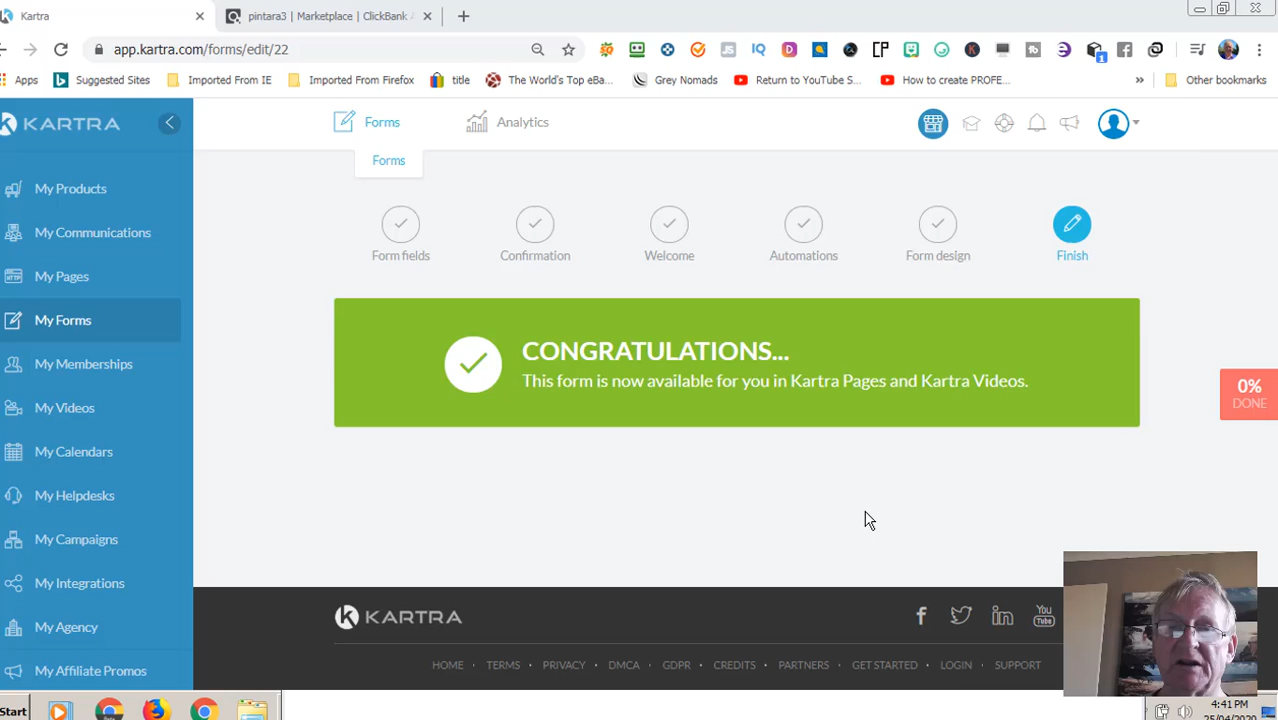 Kartra
pintara3 | Marketplace | ClickBank
app.kartra.com/forms/edit/22
Apps
Suggested Sites
Imported From IE
Imported From Firefox
title
The World's Top eBa...
Grey Nomads
Return to YouTube S...
How to create PROFE...
»
Other bookmarks
KARTRA
Forms
Analytics
Forms
My Products
My Communications
My Pages
My Forms
My Memberships
My Videos
My Calendars
My Helpdesks
My Campaigns
My Integrations
My Agency
My Affiliate Promos
Form fields
Confirmation
Welcome
Automations
Form design
Finish
CONGRATULATIONS...
This form is now available for you in Kartra Pages and Kartra Videos.
0%
DONE
KARTRA
You
Tube
HOME
TERMS
PRIVACY
DMCA
GDPR
CREDITS
PARTNERS
GET STARTED
LOGIN
SUPPORT
Start
4:41 PM
25/04/2020